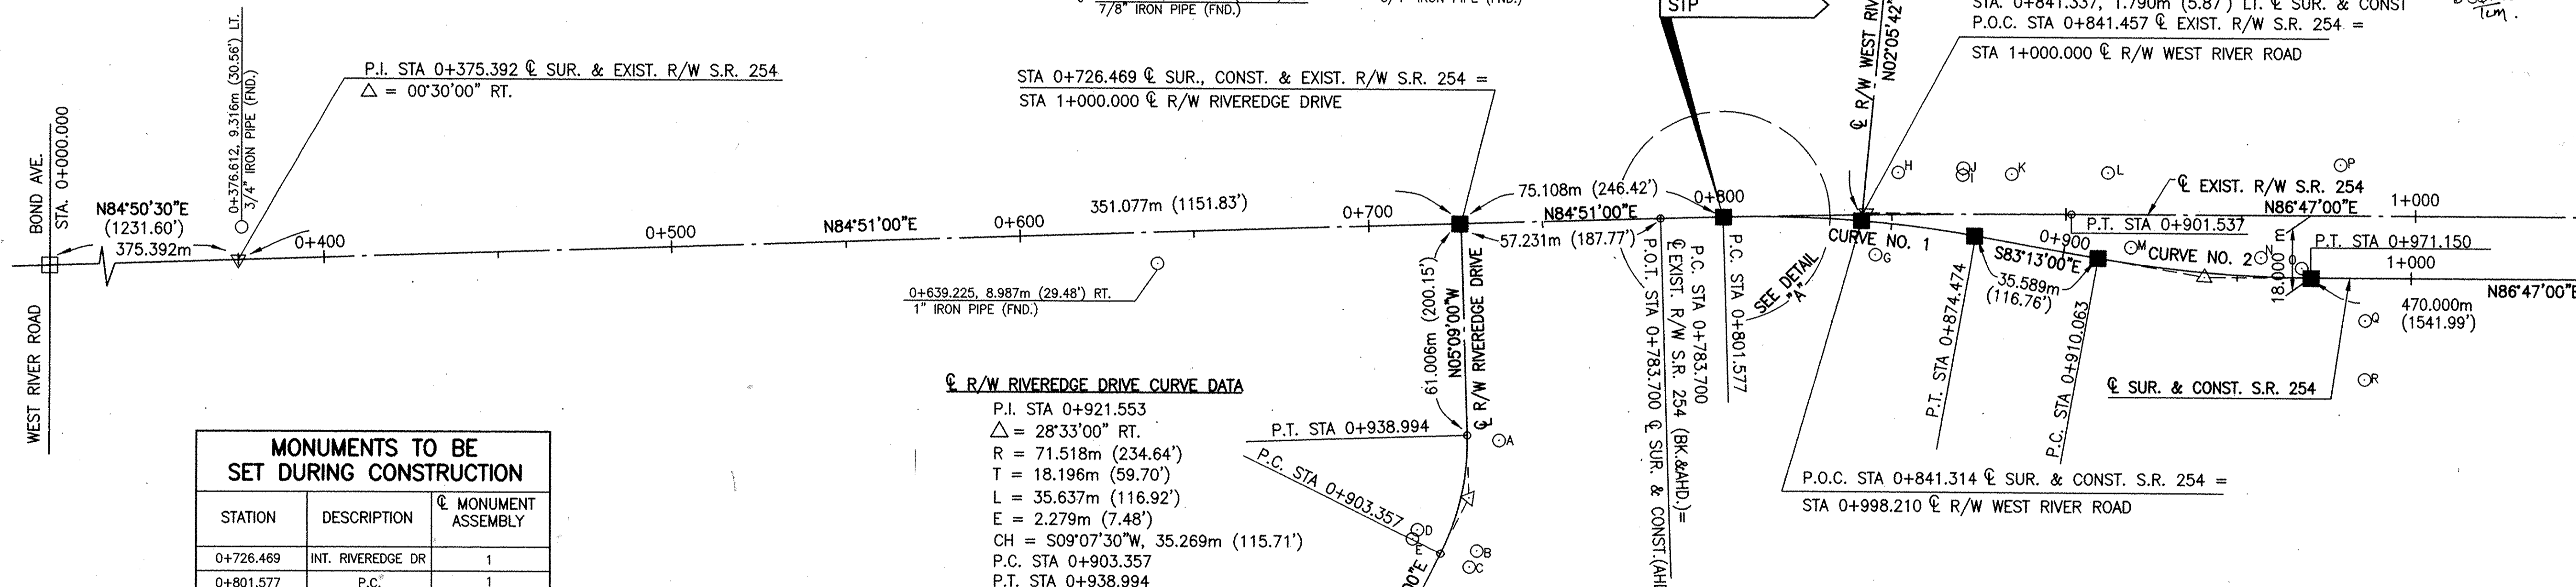 7/8" IRON PIPE (FND.)
STIP
STA. 0+841.337, 1.790m (5.87') LT. ℄ SUR. & CONST
P.O.C. STA 0+841.457 ℄ EXIST. R/W S.R. 254 =
STA 1+000.000 ℄ R/W WEST RIVER ROAD
℄ R/W WEST RIV
N02°05'42"
BOND AVE.
STA. 0+000.000
WEST RIVER ROAD
N84°50'30"E
(1231.60')
375.392m
0+376.612, 9.316m (30.56') LT.
3/4" IRON PIPE (FND.)
P.I. STA 0+375.392 ℄ SUR. & EXIST. R/W S.R. 254
△ = 00°30'00" RT.
0+400
0+500
N84°51'00"E
0+600
351.077m (1151.83')
0+639.225, 8.987m (29.48') RT.
1" IRON PIPE (FND.)
STA 0+726.469 ℄ SUR., CONST. & EXIST. R/W S.R. 254 =
STA 1+000.000 ℄ R/W RIVEREDGE DRIVE
0+700
75.108m (246.42')
N84°51'00"E
57.231m (187.77')
0+800
61.006m (200.15')
N05°09'00"W
℄ R/W RIVEREDGE DRIVE
P.O.T. STA 0+783.700 ℄ SUR. & CONST.(AH
℄ EXIST. R/W S.R. 254 (BK.&AHD.)=
P.C. STA 0+783.700
P.C. STA 0+801.577
SEE DETAIL
"A"
CURVE NO. 1
H
J
I
K
L
P
G
℄ EXIST. R/W S.R. 254
N86°47'00"E
1+000
P.T. STA 0+901.537
0+900
M
CURVE NO. 2
N
O
S83°13'00"E
35.589m
(116.76')
18.000 m
P.T. STA 0+971.150
1+000
N86°47'00"E
470.000m
(1541.99')
Q
R
P.T. STA 0+874.474
P.C. STA 0+910.063
℄ SUR. & CONST. S.R. 254
P.O.C. STA 0+841.314 ℄ SUR. & CONST. S.R. 254 =
STA 0+998.210 ℄ R/W WEST RIVER ROAD
℄ R/W RIVEREDGE DRIVE CURVE DATA
P.I. STA 0+921.553
△ = 28°33'00" RT.
R = 71.518m (234.64')
T = 18.196m (59.70')
L = 35.637m (116.92')
E = 2.279m (7.48')
CH = S09°07'30"W, 35.269m (115.71')
P.C. STA 0+903.357
P.T. STA 0+938.994
P.T. STA 0+938.994
A
P.C. STA 0+903.357
D
E
B
C
00"E
MONUMENTS TO BE
SET DURING CONSTRUCTION
STATION DESCRIPTION ℄ MONUMENT ASSEMBLY
0+726.469 INT. RIVEREDGE DR 1
0+801.577 P.C. 1